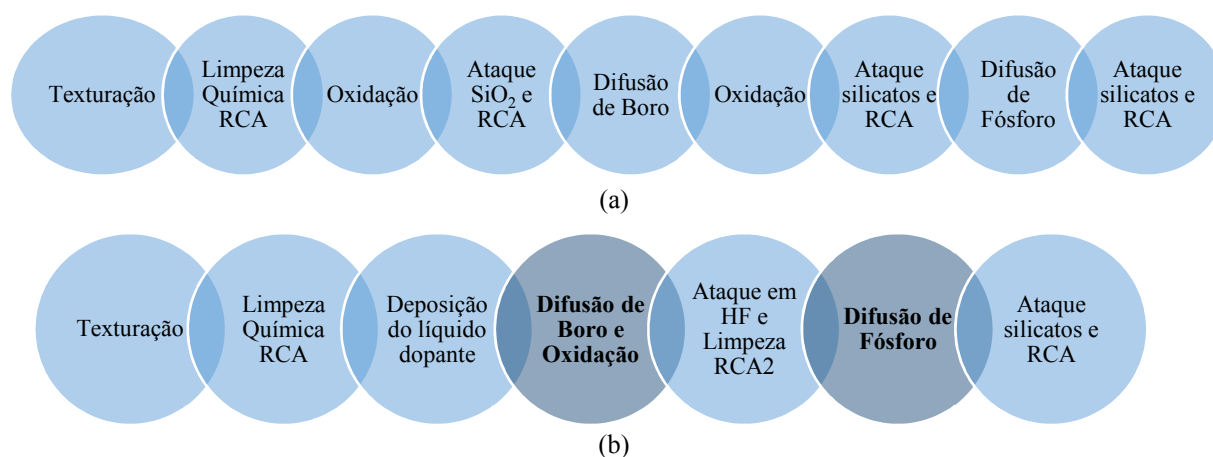 Texturação
Limpeza
Química
RCA
Oxidação
Ataque
SiO₂ e
RCA
Difusão
de Boro
Oxidação
Ataque
silicatos e
RCA
Difusão
de
Fósforo
Ataque
silicatos e
RCA
(a)
Texturação
Limpeza
Química
RCA
Deposição
do líquido
dopante
Difusão de
Boro e
Oxidação
Ataque em
HF e
Limpeza
RCA2
Difusão de
Fósforo
Ataque
silicatos e
RCA
(b)